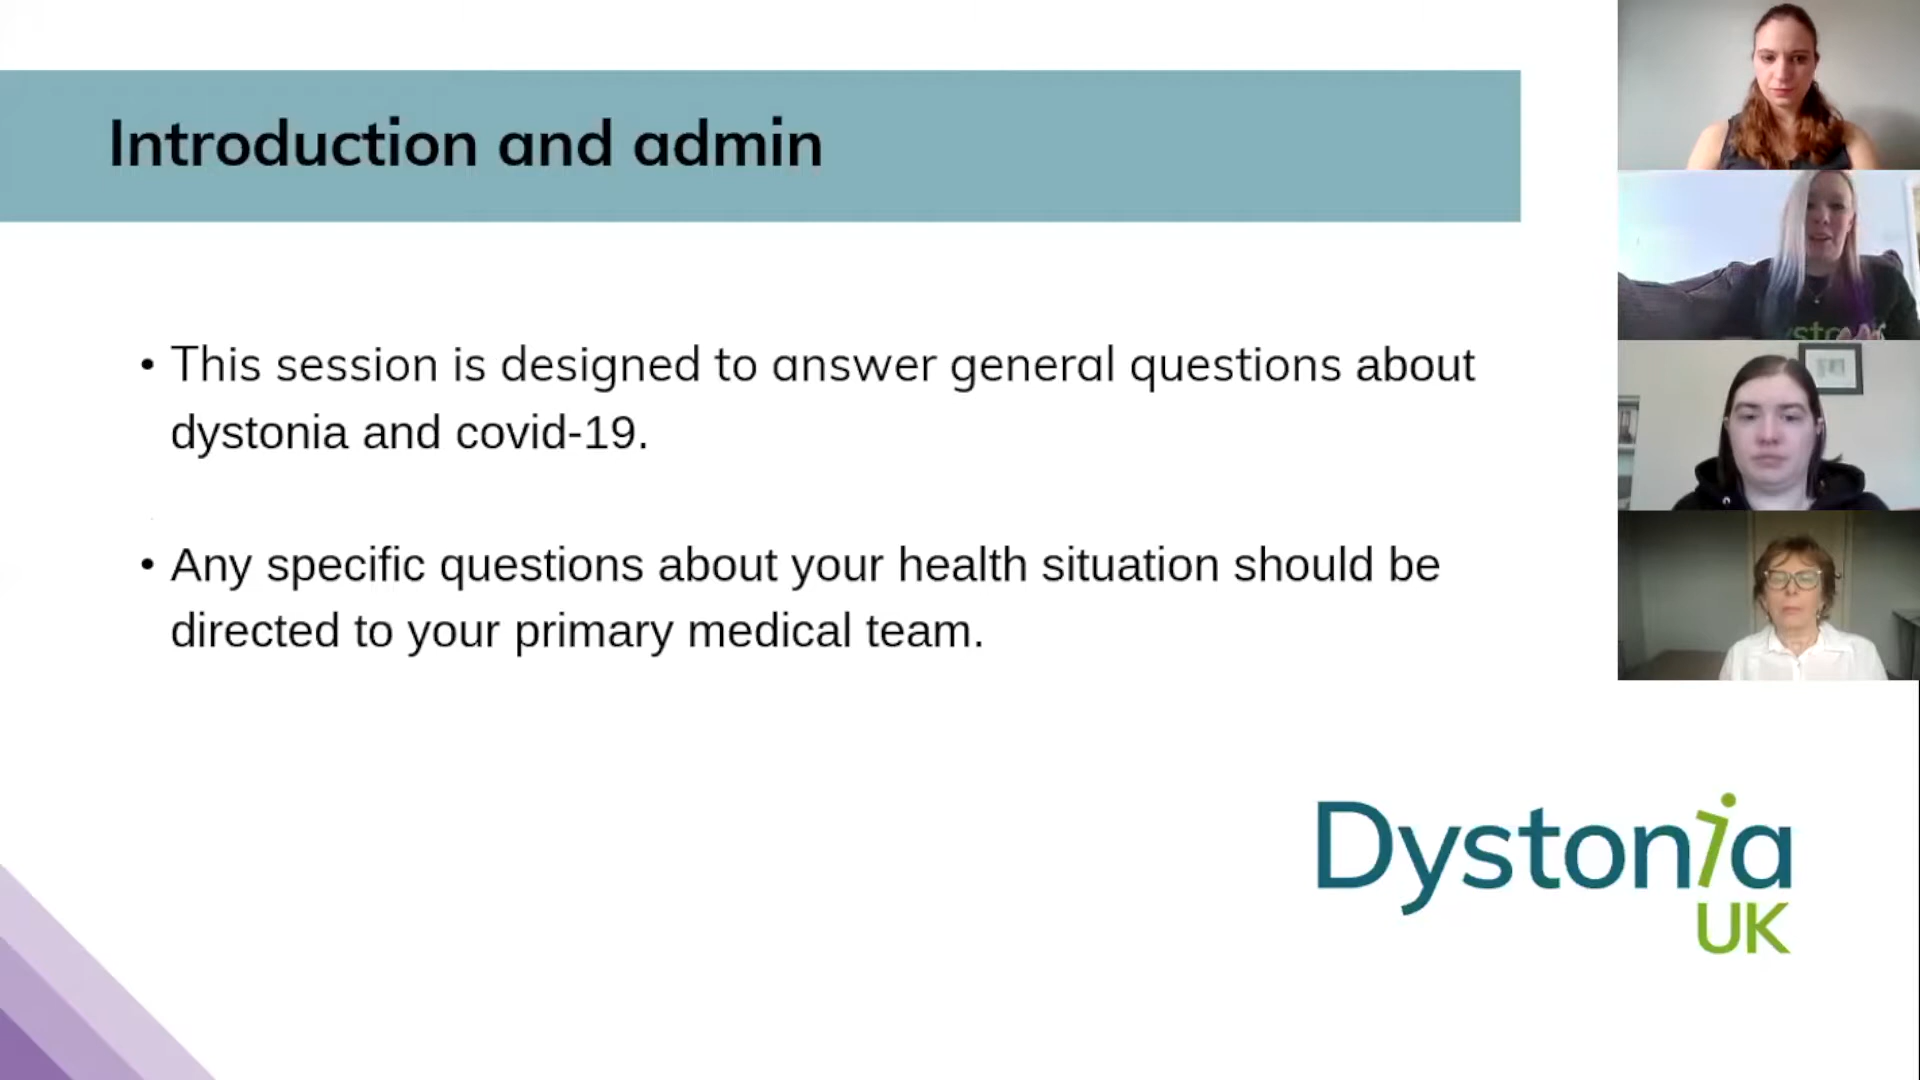 Introduction and admin
• This session is designed to answer general questions about
dystonia and covid-19.
• Any specific questions about your health situation should be
directed to your primary medical team.
Dystonia
UK